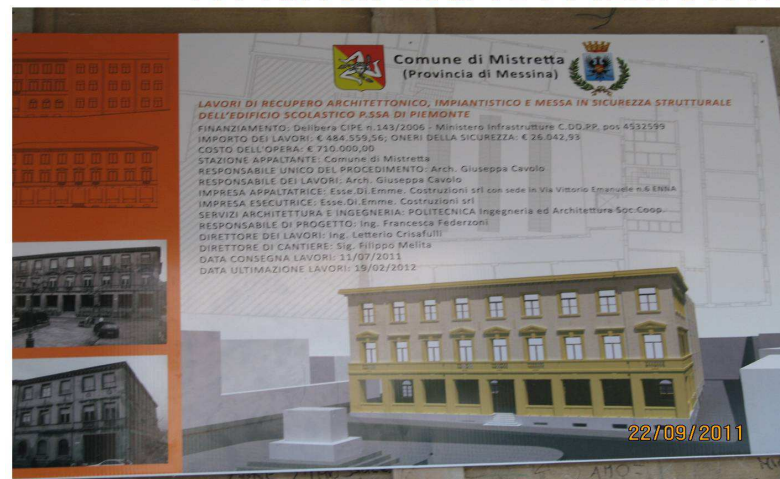 Comune di Mistretta
(Provincia di Messina)
LAVORI DI RECUPERO ARCHITETTONICO, IMPIANTISTICO E MESSA IN SICUREZZA STRUTTURALE
DELL'EDIFICIO SCOLASTICO P.SSA DI PIEMONTE
FINANZIAMENTO: Delibera CIPE n.143/2006 - Ministero Infrastrutture C.DD.PP. pos 4532599
IMPORTO DEI LAVORI: € 484.559,56; ONERI DELLA SICUREZZA: € 26.042,93
COSTO DELL'OPERA: € 710.000,00
STAZIONE APPALTANTE: Comune di Mistretta
RESPONSABILE UNICO DEL PROCEDIMENTO: Arch. Giuseppa Cavolo
RESPONSABILE DEI LAVORI: Arch. Giuseppa Cavolo
IMPRESA APPALTATRICE: Esse.Di.Emme. Costruzioni srl con sede in Via Vittorio Emanuele n.6 ENNA
IMPRESA ESECUTRICE: Esse.Di.Emme. Costruzioni srl
SERVIZI ARCHITETTURA E INGEGNERIA: POLITECNICA Ingegneria ed Architettura Soc.Coop.
RESPONSABILE DI PROGETTO: Ing. Francesca Federzoni
DIRETTORE DEI LAVORI: Ing. Letterio Crisafulli
DIRETTORE DI CANTIERE: Sig. Filippo Melita
DATA CONSEGNA LAVORI: 11/07/2011
DATA ULTIMAZIONE LAVORI: 19/02/2012
22/09/2011